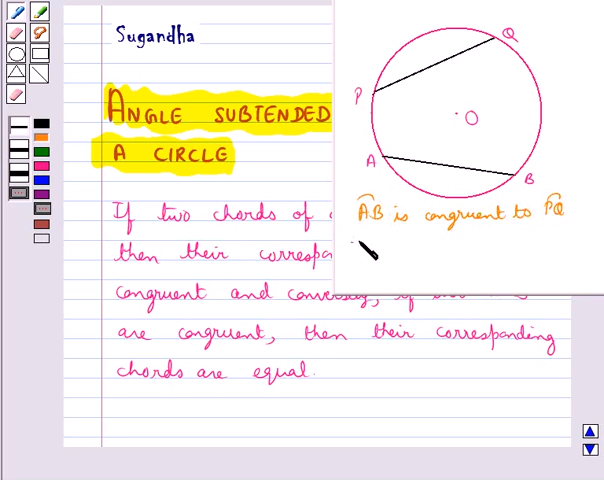 Sugandha
ANGLE SUBTENDED
A CIRCLE
If two chords of
then their correspo
congruent and conversely, if
are congruent, then their corresponding
chords are equal.
Q
P
O
A
B
AB is congruent to PQ